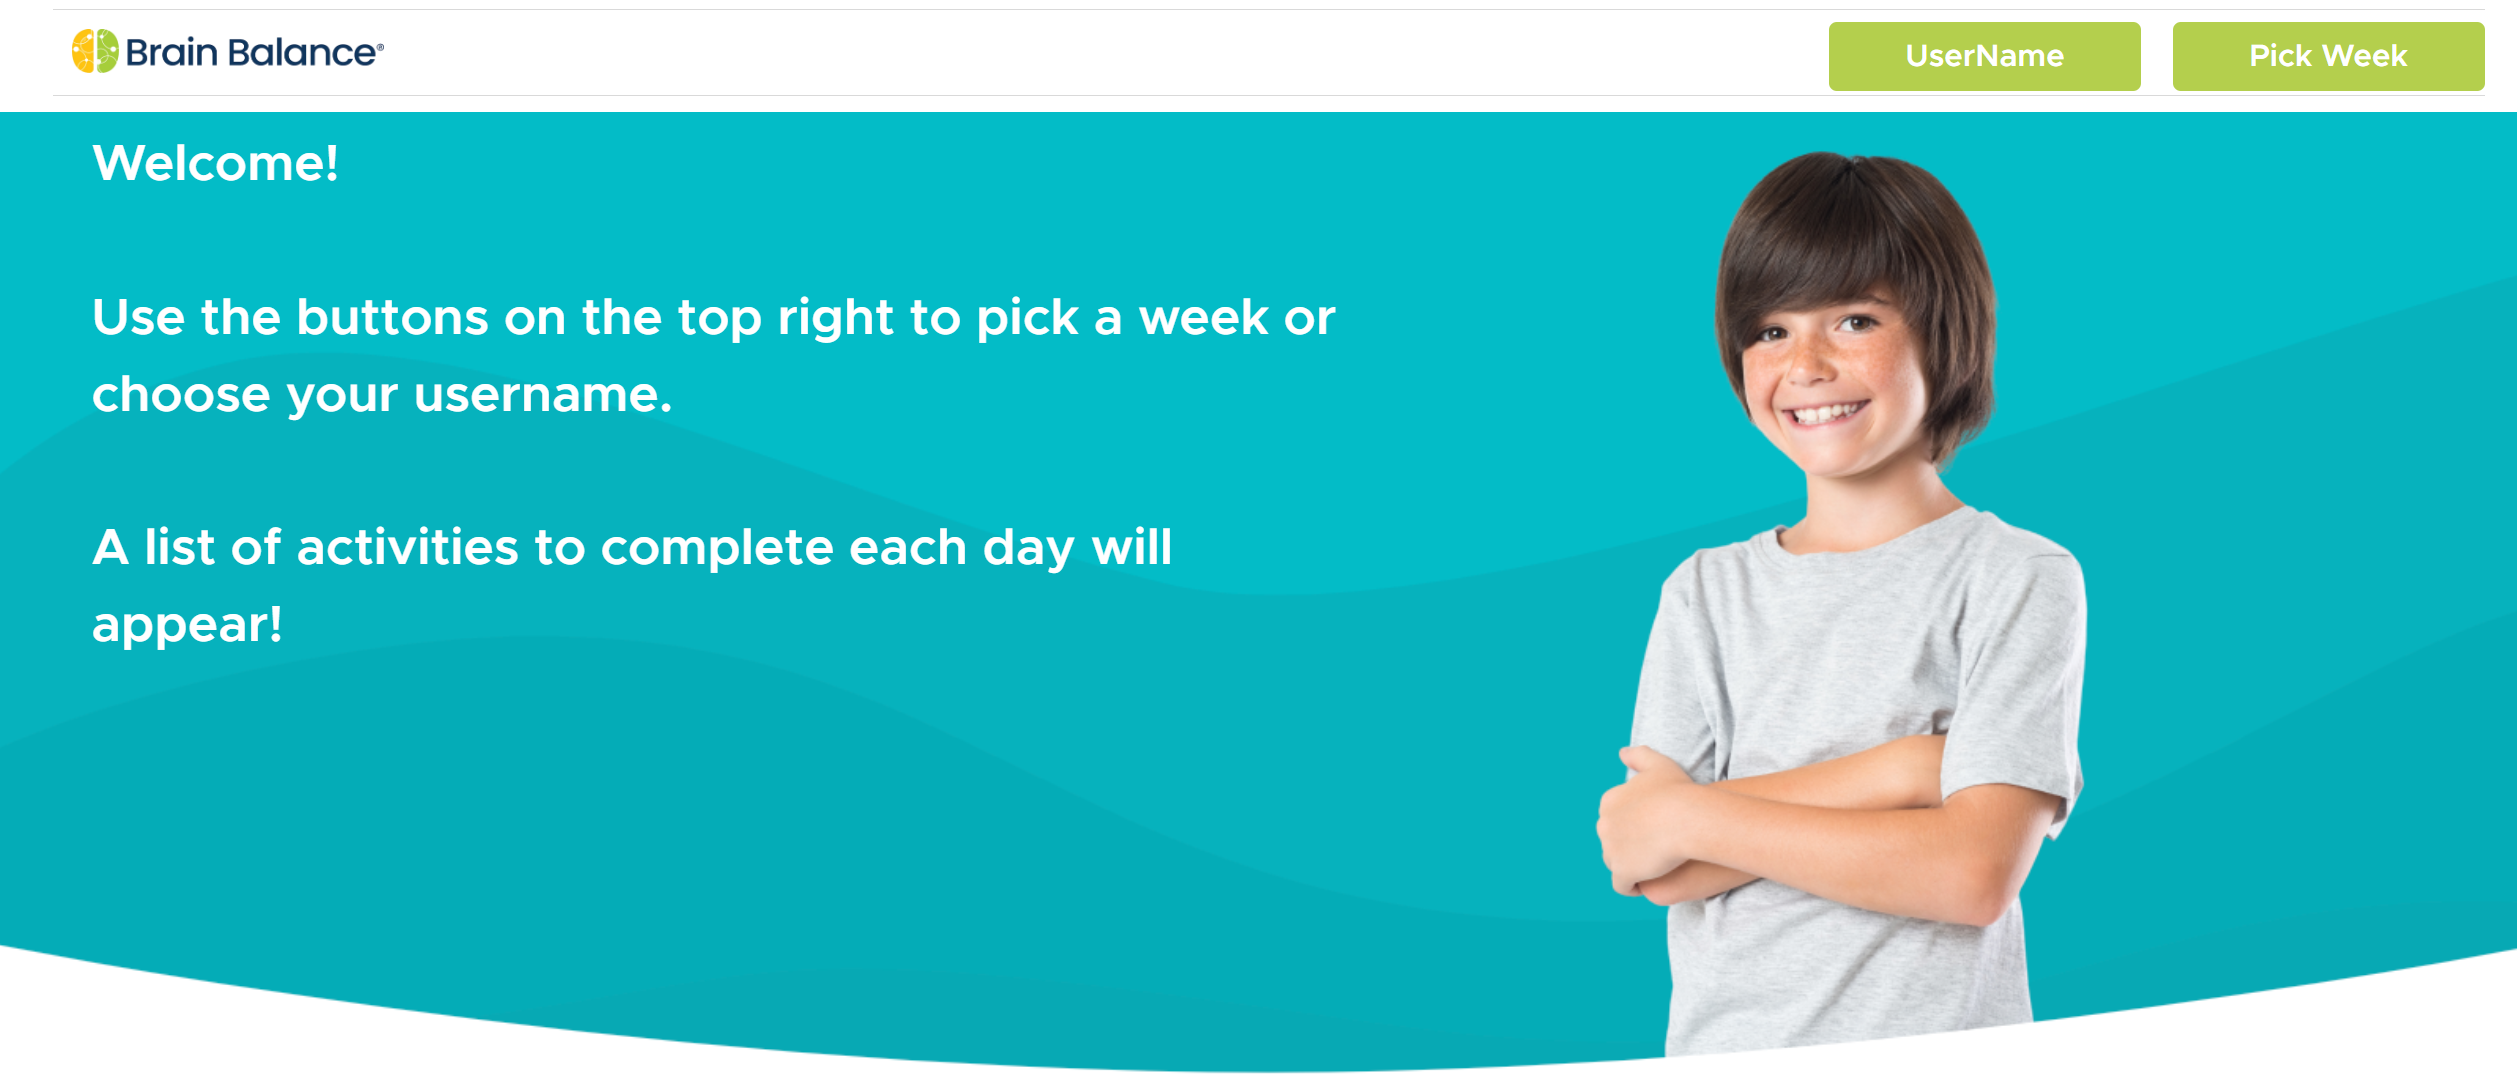 Brain Balance®
UserName
Pick Week
Welcome!
Use the buttons on the top right to pick a week or
choose your username.
A list of activities to complete each day will
appear!